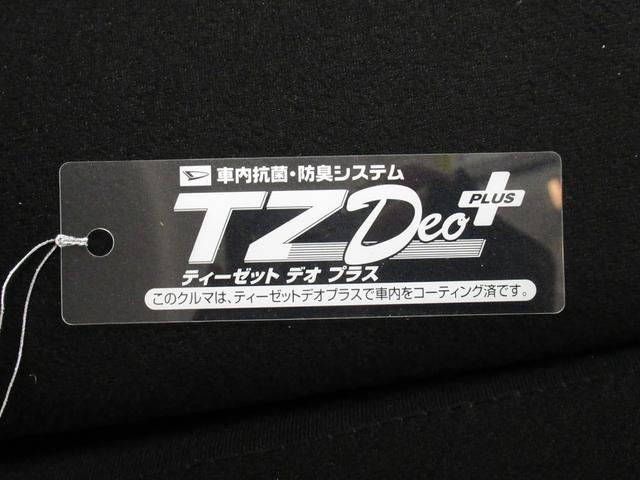 車内抗菌・防臭システム
TZ Deo PLUS
ティーゼット デオ プラス
このクルマは、ティーゼットデオプラスで車内をコーティング済です。